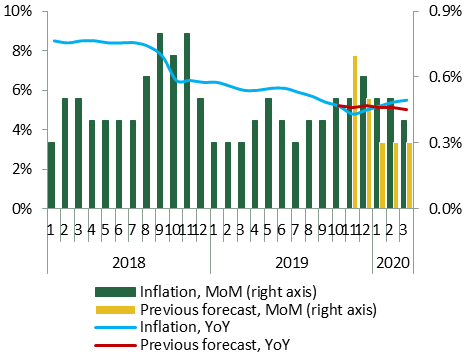 10% 0.9%
8%
6% 0.6%
4% 0.3%
2%
0% 0.0%
1 2 3 4 5 6 7 8 9 10 11 12 1 2 3 4 5 6 7 8 9 10 11 12 1 2 3
2018 2019 2020
Inflation, MoM (right axis)
Previous forecast, MoM (right axis)
Inflation, YoY
Previous forecast, YoY